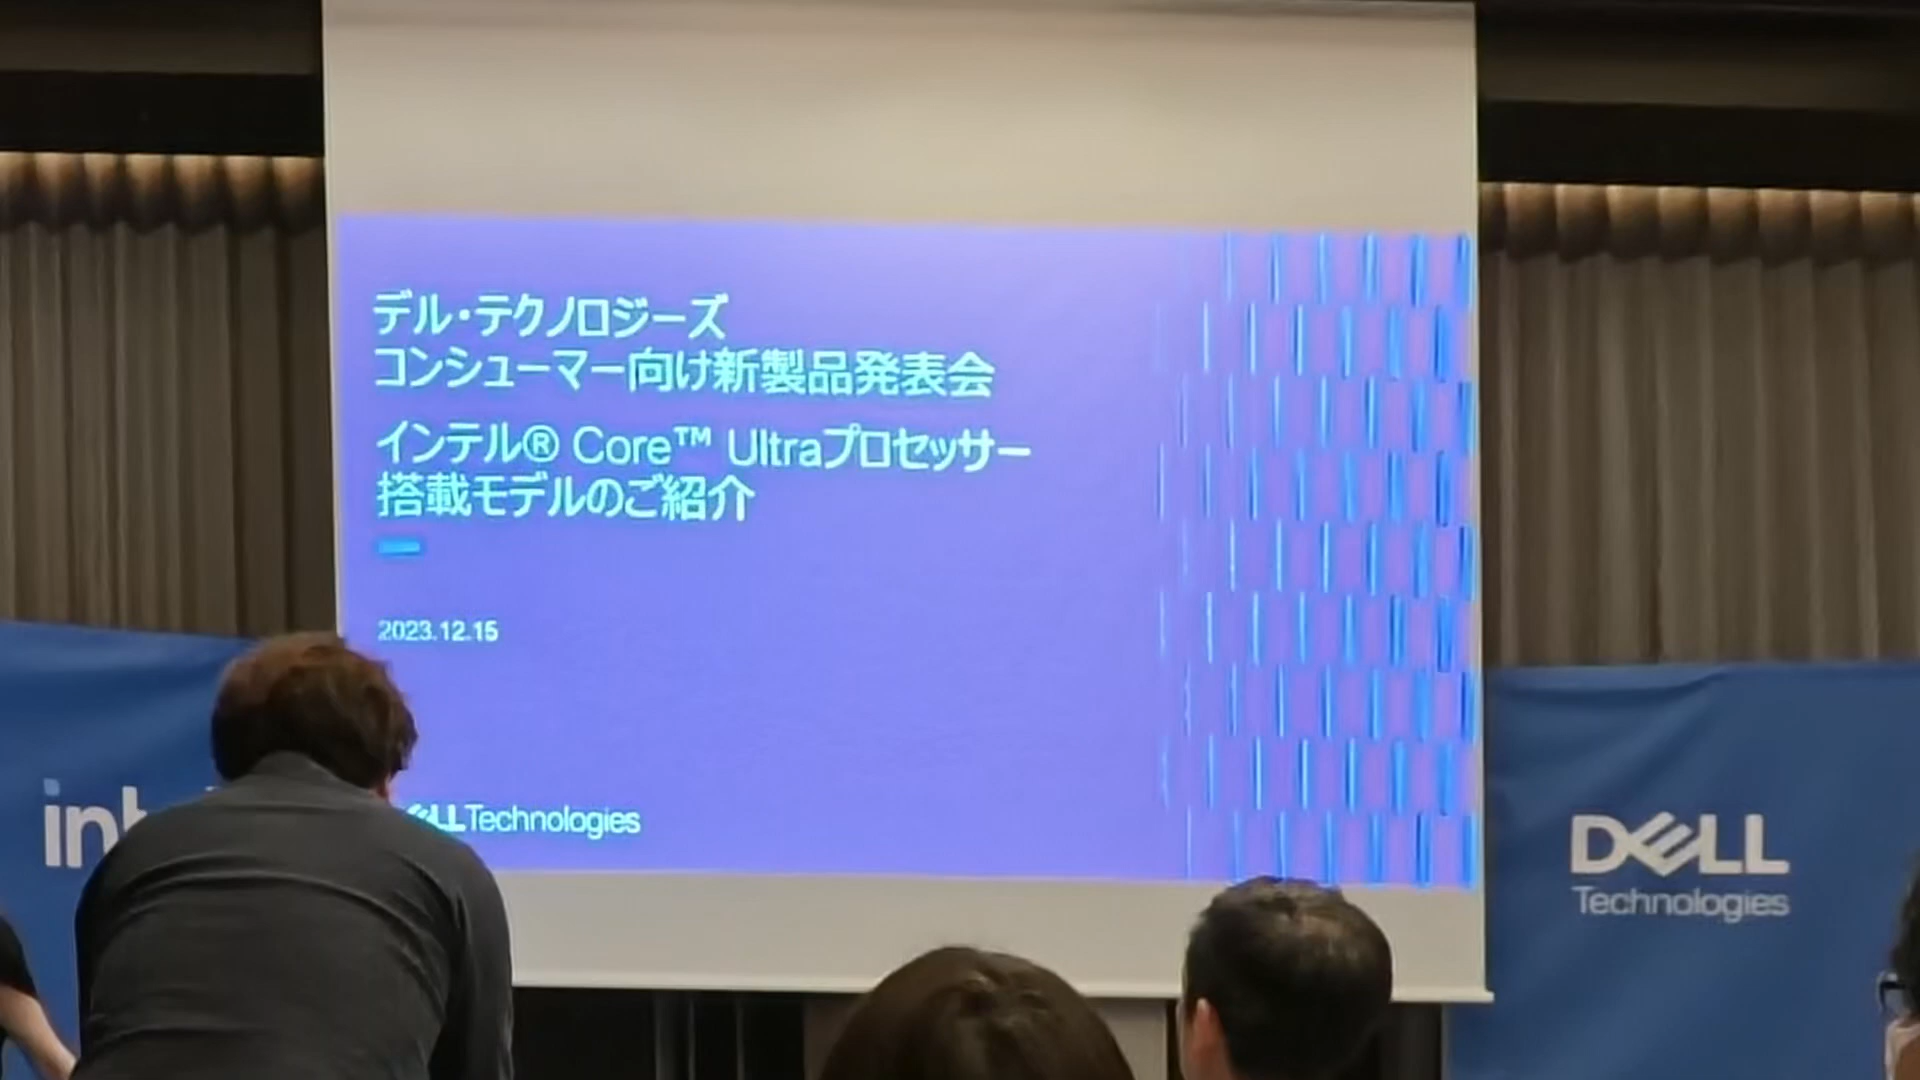 デル・テクノロジーズ
コンシューマー向け新製品発表会
インテル® Core™ Ultraプロセッサー
搭載モデルのご紹介
2023.12.15
Technologies
DELL
Technologies